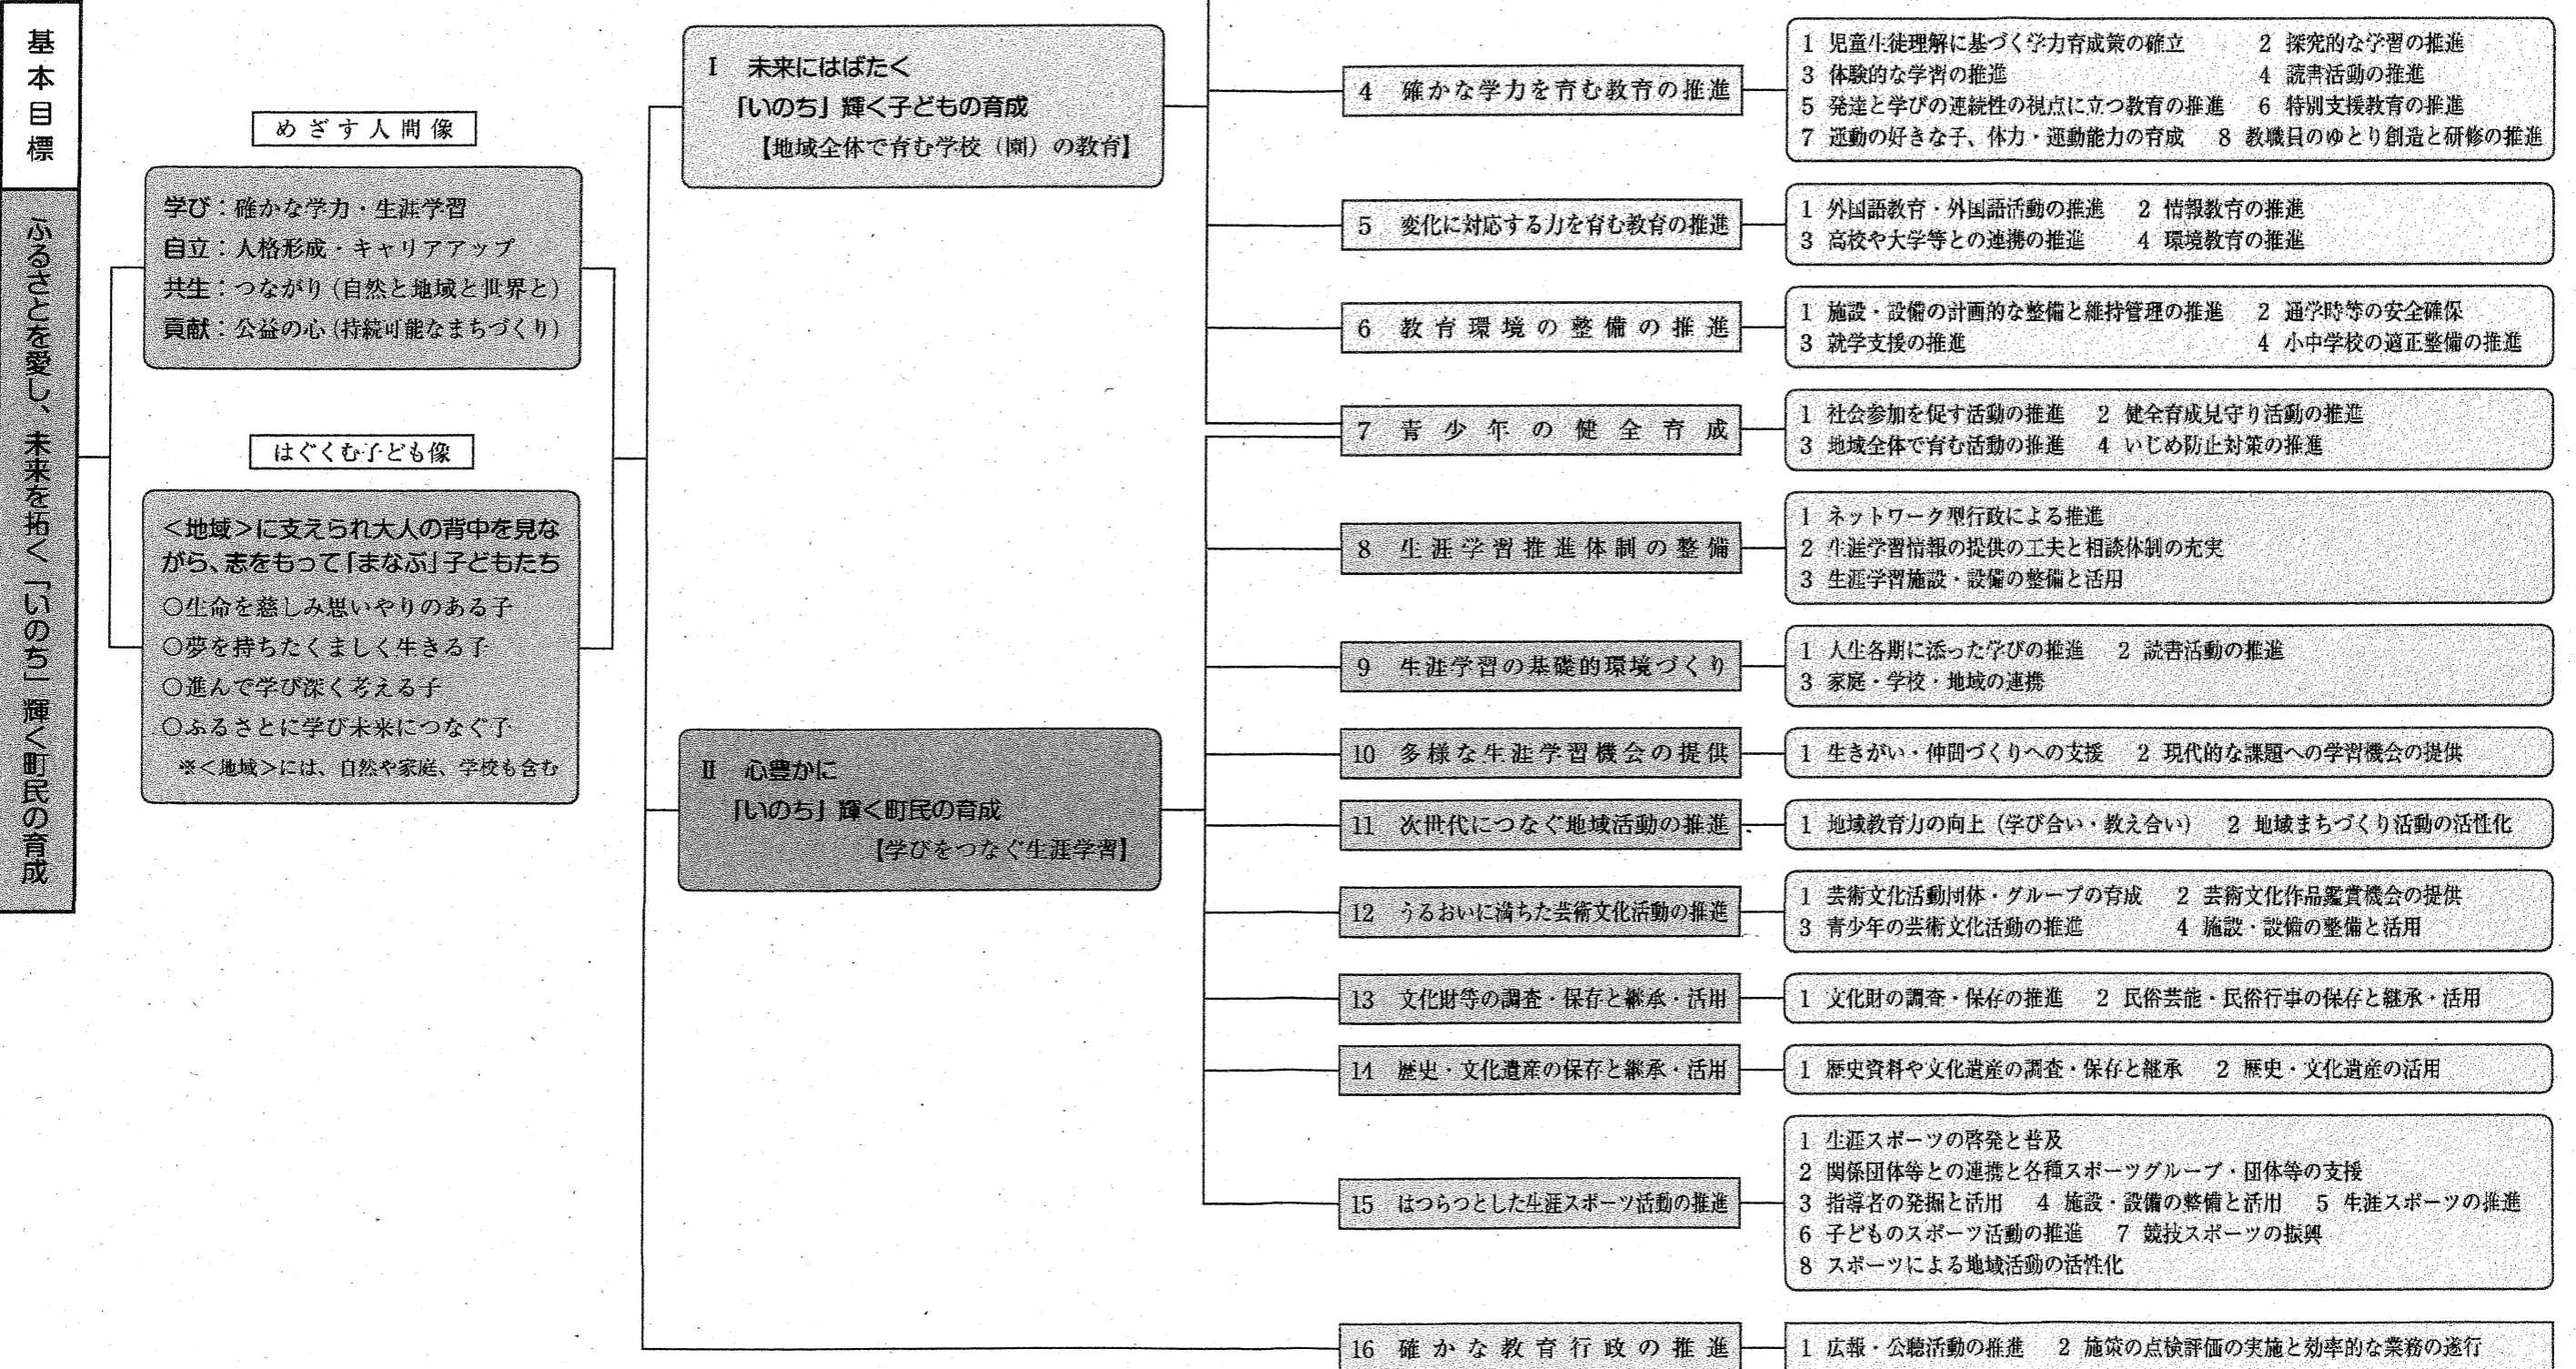 基本目標
ふるさとを愛し、未来を拓く「いのち」輝く町民の育成
めざす人間像
学び：確かな学力・生涯学習
自立：人格形成・キャリアアップ
共生：つながり（自然と地域と世界と）
貢献：公益の心（持続可能なまちづくり）
はぐくむ子ども像
＜地域＞に支えられ大人の背中を見な
がら、志をもって「まなぶ」子どもたち
○生命を慈しみ思いやりのある子
○夢を持ちたくましく生きる子
○進んで学び深く考える子
○ふるさとに学び未来につなぐ子
※＜地域＞には、自然や家庭、学校も含む
Ⅰ 未来にはばたく
「いのち」輝く子どもの育成
【地域全体で育む学校（園）の教育】
Ⅱ 心豊かに
「いのち」輝く町民の育成
【学びをつなぐ生涯学習】
4 確かな学力を育む教育の推進
1 児童生徒理解に基づく学力育成策の確立 2 探究的な学習の推進
3 体験的な学習の推進 4 読書活動の推進
5 発達と学びの連続性の視点に立つ教育の推進 6 特別支援教育の推進
7 運動の好きな子、体力・運動能力の育成 8 教職員のゆとり創造と研修の推進
5 変化に対応する力を育む教育の推進
1 外国語教育・外国語活動の推進 2 情報教育の推進
3 高校や大学等との連携の推進 4 環境教育の推進
6 教育環境の整備の推進
1 施設・設備の計画的な整備と維持管理の推進 2 通学時等の安全確保
3 就学支援の推進 4 小中学校の適正整備の推進
7 青少年の健全育成
1 社会参加を促す活動の推進 2 健全育成見守り活動の推進
3 地域全体で育む活動の推進 4 いじめ防止対策の推進
8 生涯学習推進体制の整備
1 ネットワーク型行政による推進
2 生涯学習情報の提供の工夫と相談体制の充実
3 生涯学習施設・設備の整備と活用
9 生涯学習の基礎的環境づくり
1 人生各期に添った学びの推進 2 読書活動の推進
3 家庭・学校・地域の連携
10 多様な生涯学習機会の提供
1 生きがい・仲間づくりへの支援 2 現代的な課題への学習機会の提供
11 次世代につなぐ地域活動の推進
1 地域教育力の向上（学び合い・教え合い） 2 地域まちづくり活動の活性化
12 うるおいに満ちた芸術文化活動の推進
1 芸術文化活動団体・グループの育成 2 芸術文化作品鑑賞機会の提供
3 青少年の芸術文化活動の推進 4 施設・設備の整備と活用
13 文化財等の調査・保存と継承・活用
1 文化財の調査・保存の推進 2 民俗芸能・民俗行事の保存と継承・活用
14 歴史・文化遺産の保存と継承・活用
1 歴史資料や文化遺産の調査・保存と継承 2 歴史・文化遺産の活用
15 はつらつとした生涯スポーツ活動の推進
1 生涯スポーツの啓発と普及
2 関係団体等との連携と各種スポーツグループ・団体等の支援
3 指導者の発掘と活用 4 施設・設備の整備と活用 5 生涯スポーツの推進
6 子どものスポーツ活動の推進 7 競技スポーツの振興
8 スポーツによる地域活動の活性化
16 確かな教育行政の推進
1 広報・公聴活動の推進 2 施策の点検評価の実施と効率的な業務の遂行